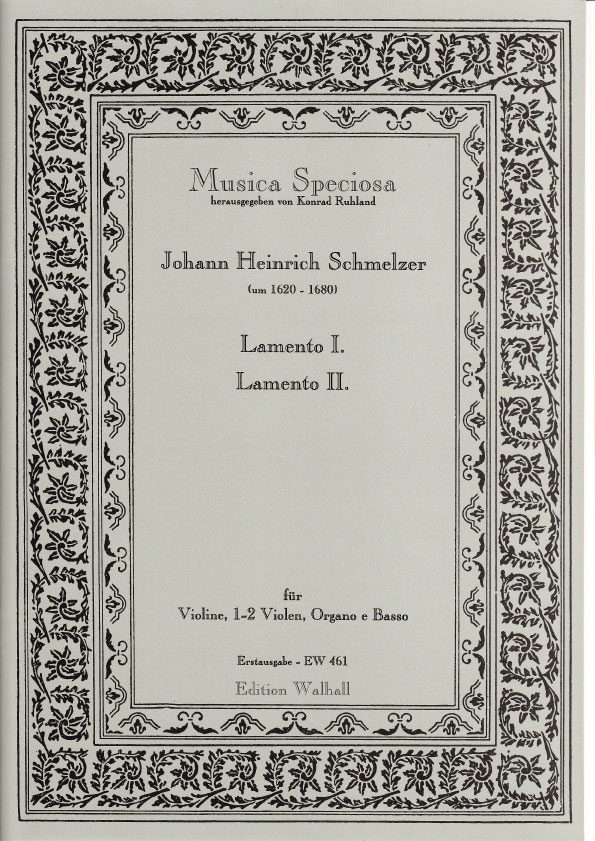 Musica Speciosa
herausgegeben von Konrad Ruhland
Johann Heinrich Schmelzer
(um 1620 - 1680)
Lamento I.
Lamento II.
für
Violine, 1-2 Violen, Organo e Basso
Erstausgabe - EW 461
Edition Walhall